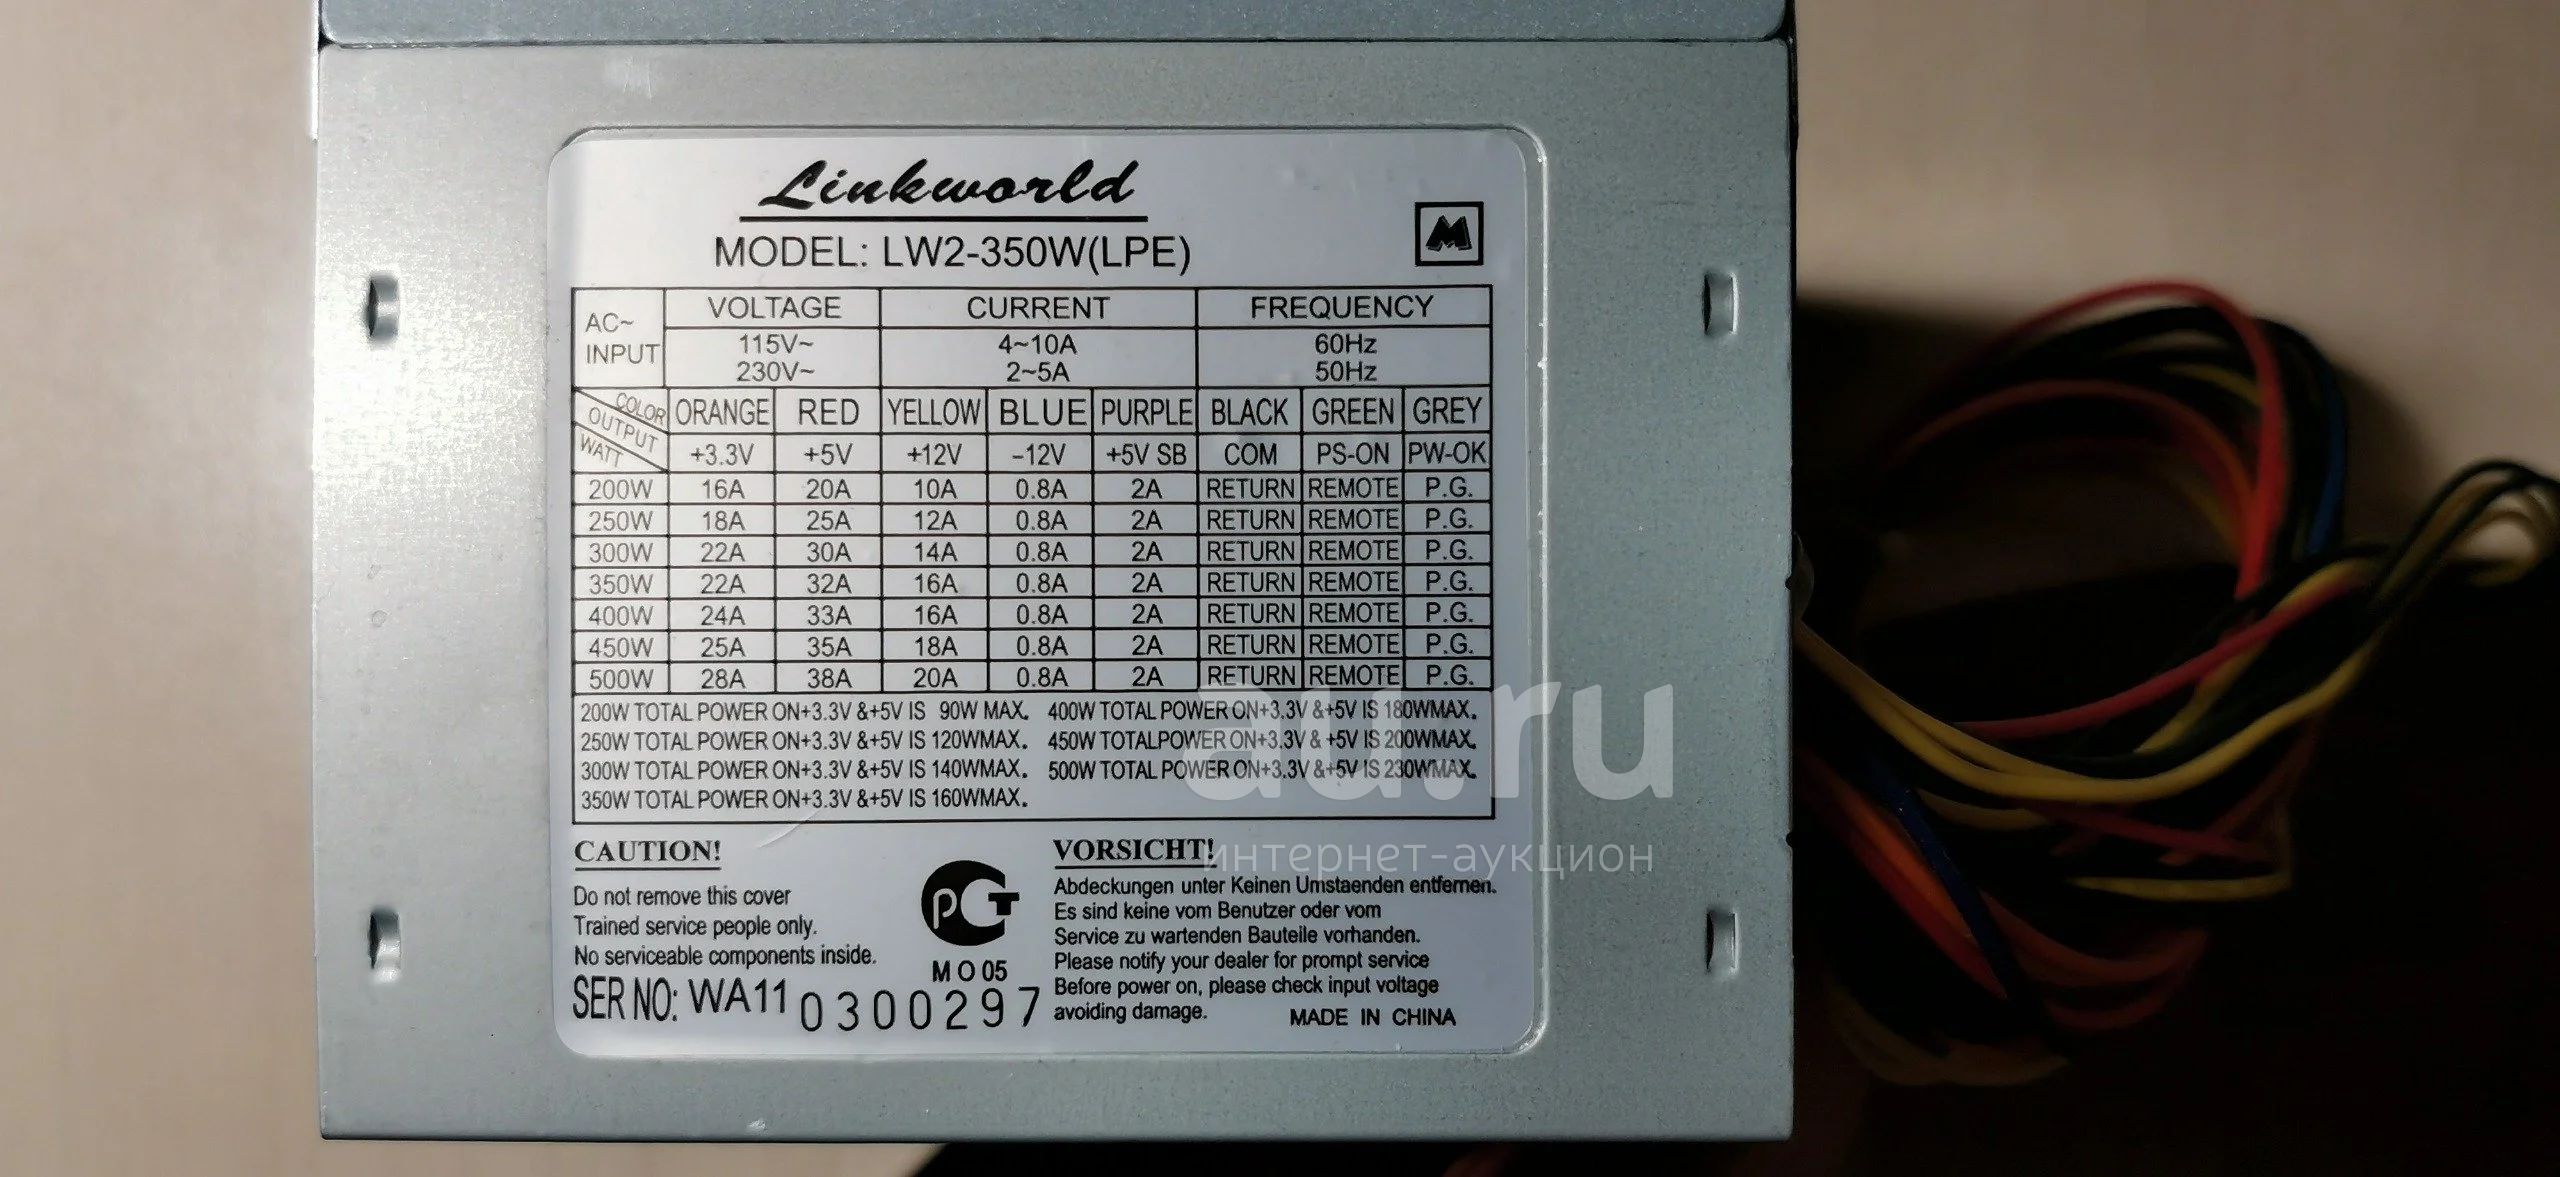 Linkworld
MODEL: LW2-350W(LPE)
M
AC~ INPUT VOLTAGE CURRENT FREQUENCY
115V~ 4~10A 60Hz
230V~ 2~5A 50Hz
COLOR ORANGE RED YELLOW BLUE PURPLE BLACK GREEN GREY
OUTPUT WATT +3.3V +5V +12V -12V +5V SB COM PS-ON PW-OK
200W 16A 20A 10A 0.8A 2A RETURN REMOTE P.G.
250W 18A 25A 12A 0.8A 2A RETURN REMOTE P.G.
300W 22A 30A 14A 0.8A 2A RETURN REMOTE P.G.
350W 22A 32A 16A 0.8A 2A RETURN REMOTE P.G.
400W 24A 33A 16A 0.8A 2A RETURN REMOTE P.G.
450W 25A 35A 18A 0.8A 2A RETURN REMOTE P.G.
500W 28A 38A 20A 0.8A 2A RETURN REMOTE P.G.
200W TOTAL POWER ON+3.3V &+5V IS 90W MAX. 400W TOTAL POWER ON+3.3V &+5V IS 180WMAX.
250W TOTAL POWER ON+3.3V &+5V IS 120WMAX. 450W TOTALPOWER ON+3.3V & +5V IS 200WMAX.
300W TOTAL POWER ON+3.3V &+5V IS 140WMAX. 500W TOTAL POWER ON+3.3V &+5V IS 230WMAX.
350W TOTAL POWER ON+3.3V &+5V IS 160WMAX.
au.ru
интернет-аукцион
CAUTION!
Do not remove this cover
Trained service people only.
No serviceable components inside.
SER NO: WA11 0300297
РСТ
MO05
VORSICHT!
Abdeckungen unter Keinen Umstaenden entfernen.
Es sind keine vom Benutzer oder vom
Service zu wartenden Bauteile vorhanden.
Please notify your dealer for prompt service
Before power on, please check input voltage
avoiding damage.
MADE IN CHINA